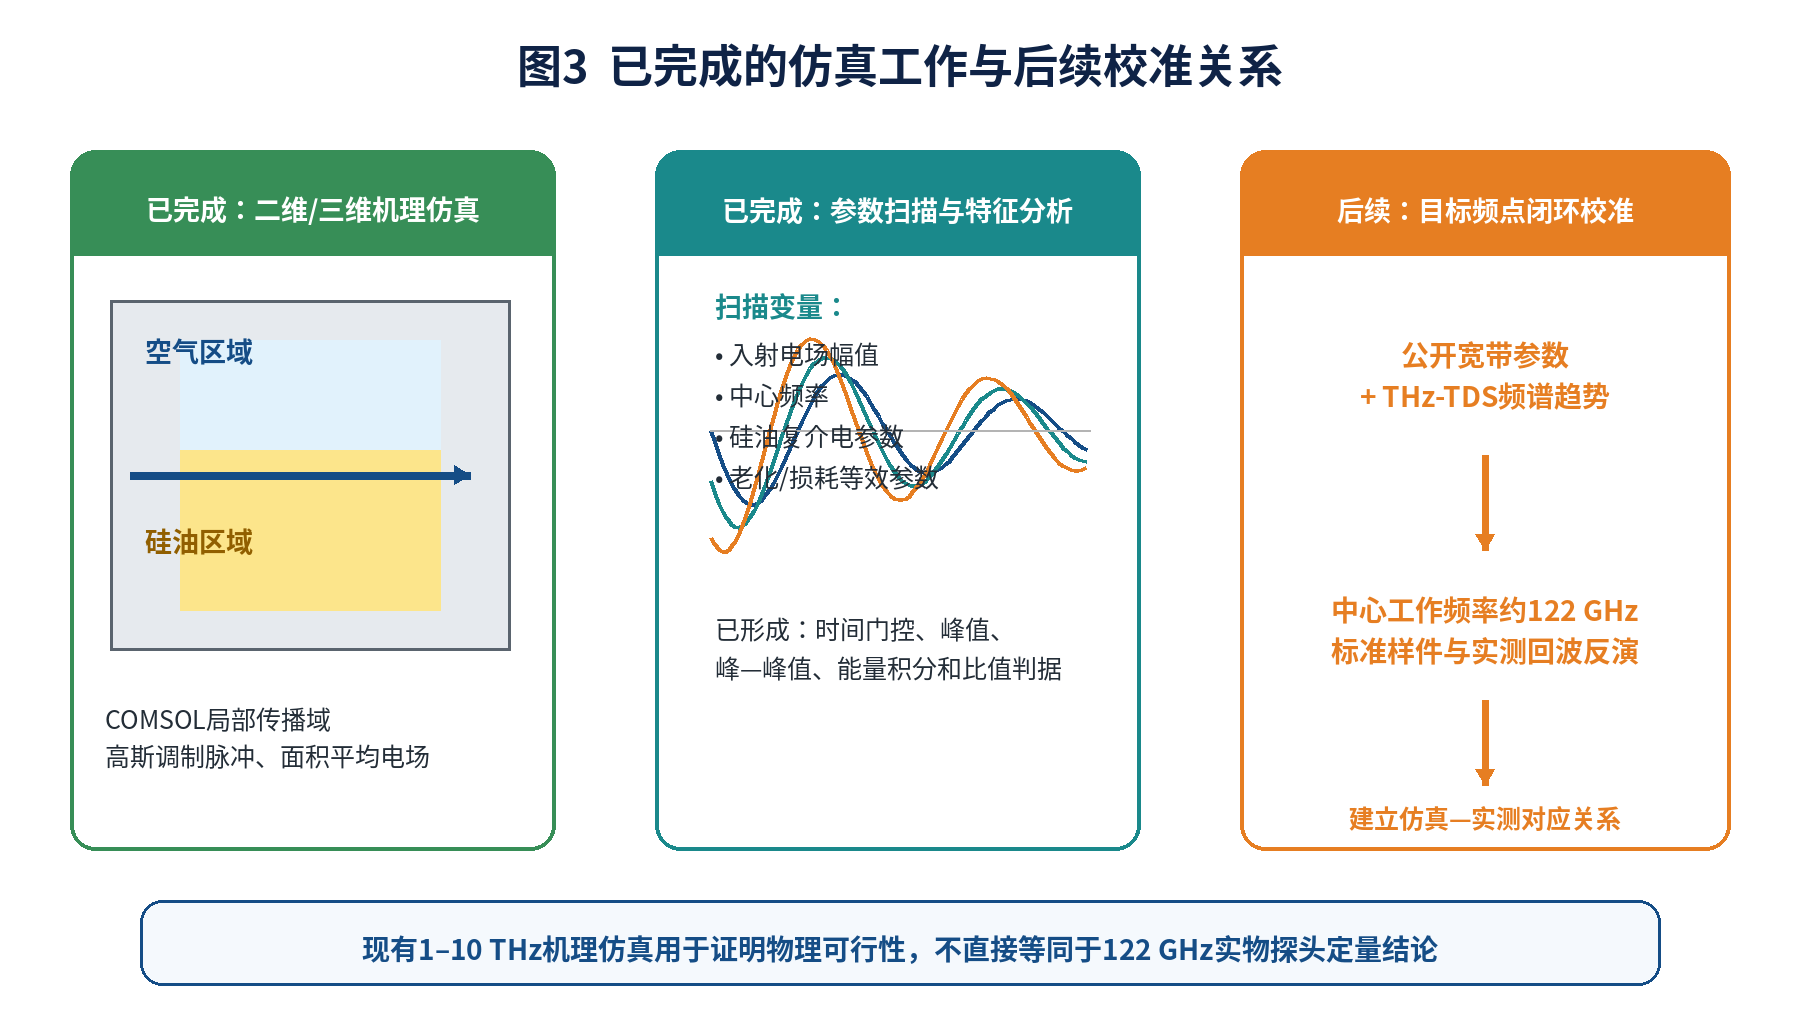 图3 已完成的仿真工作与后续校准关系
已完成：二维/三维机理仿真
空气区域
硅油区域
COMSOL局部传播域
高斯调制脉冲、面积平均电场
已完成：参数扫描与特征分析
扫描变量：
• 入射电场幅值
• 中心频率
• 硅油复介电参数
• 老化/损耗等效参数
已形成：时间门控、峰值、
峰—峰值、能量积分和比值判据
后续：目标频点闭环校准
公开宽带参数
+ THz-TDS频谱趋势
中心工作频率约122 GHz
标准样件与实测回波反演
建立仿真—实测对应关系
现有1–10 THz机理仿真用于证明物理可行性，不直接等同于122 GHz实物探头定量结论